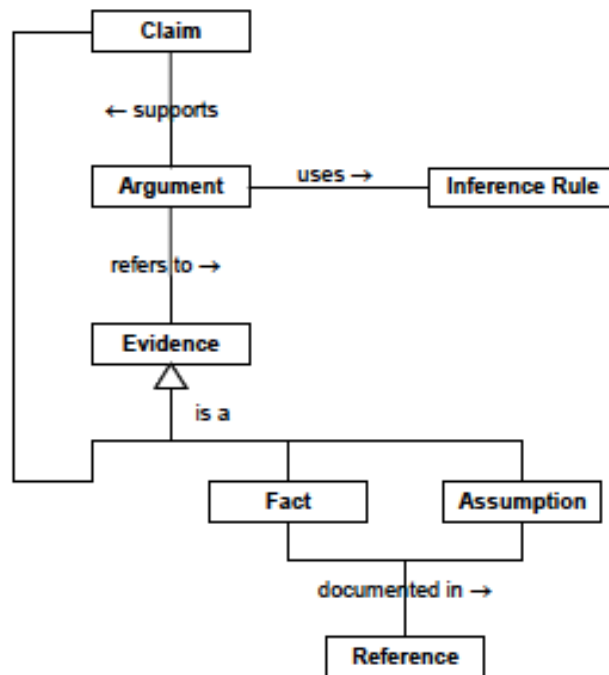 Claim
← supports
Argument
uses →
Inference Rule
refers to →
Evidence
is a
Fact
Assumption
documented in →
Reference